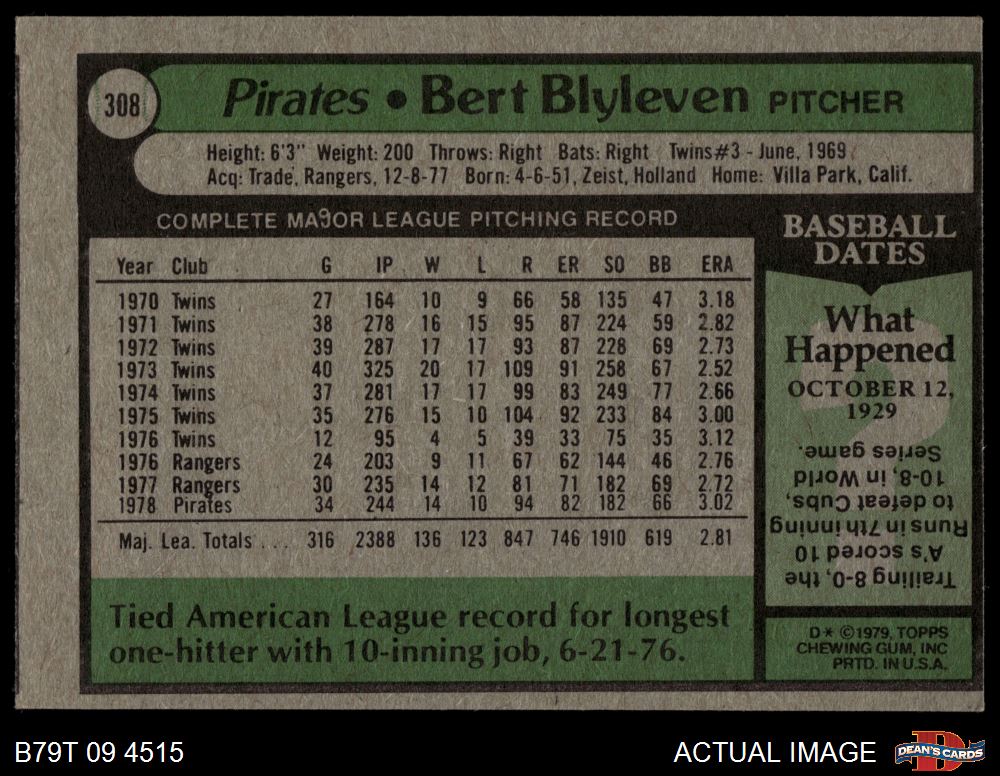 308
Pirates • Bert Blyleven PITCHER
Height: 6'3" Weight: 200 Throws: Right Bats: Right Twins#3 - June, 1969
Acq: Trade, Rangers, 12-8-77 Born: 4-6-51, Zeist, Holland Home: Villa Park, Calif.
COMPLETE MAJOR LEAGUE PITCHING RECORD
Year Club G IP W L R ER SO BB ERA
1970 Twins 27 164 10 9 66 58 135 47 3.18
1971 Twins 38 278 16 15 95 87 224 59 2.82
1972 Twins 39 287 17 17 93 87 228 69 2.73
1973 Twins 40 325 20 17 109 91 258 67 2.52
1974 Twins 37 281 17 17 99 83 249 77 2.66
1975 Twins 35 276 15 10 104 92 233 84 3.00
1976 Twins 12 95 4 5 39 33 75 35 3.12
1976 Rangers 24 203 9 11 67 62 144 46 2.76
1977 Rangers 30 235 14 12 81 71 182 69 2.72
1978 Pirates 34 244 14 10 94 82 182 66 3.02
Maj. Lea. Totals . . . 316 2388 136 123 847 746 1910 619 2.81
Tied American League record for longest
one-hitter with 10-inning job, 6-21-76.
BASEBALL
DATES
What
Happened
OCTOBER 12,
1929
Trailing 8-0, the
A's scored 10
Runs in 7th inning
to defeat Cubs,
10-8, in World
Series game.
D* ©1979, TOPPS
CHEWING GUM, INC
PRTD. IN U.S.A.
B79T 09 4515
ACTUAL IMAGE
DEAN'S CARDS